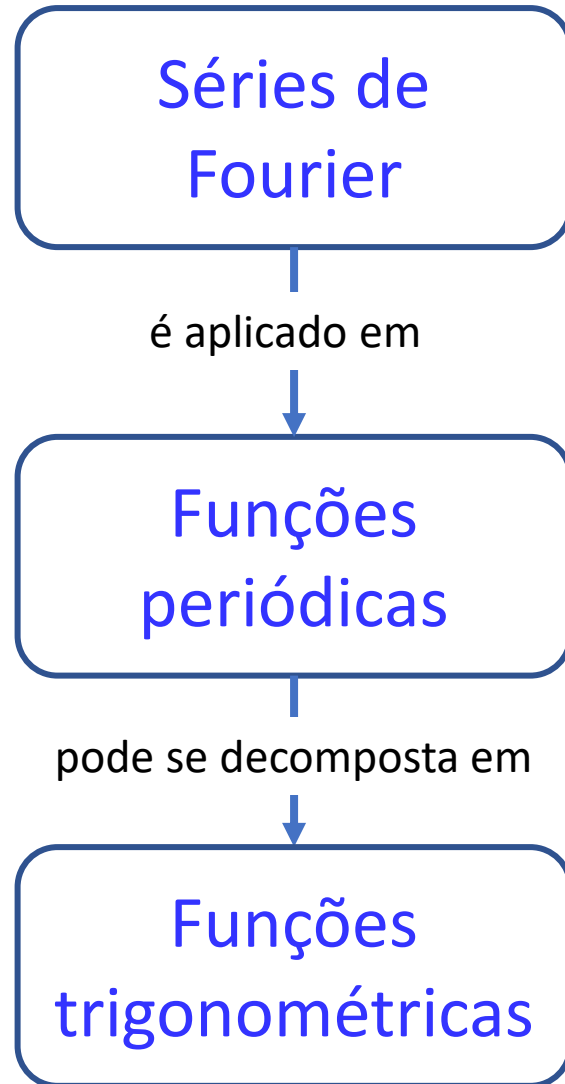 Séries de
Fourier
é aplicado em
Funções
periódicas
pode se decomposta em
Funções
trigonométricas